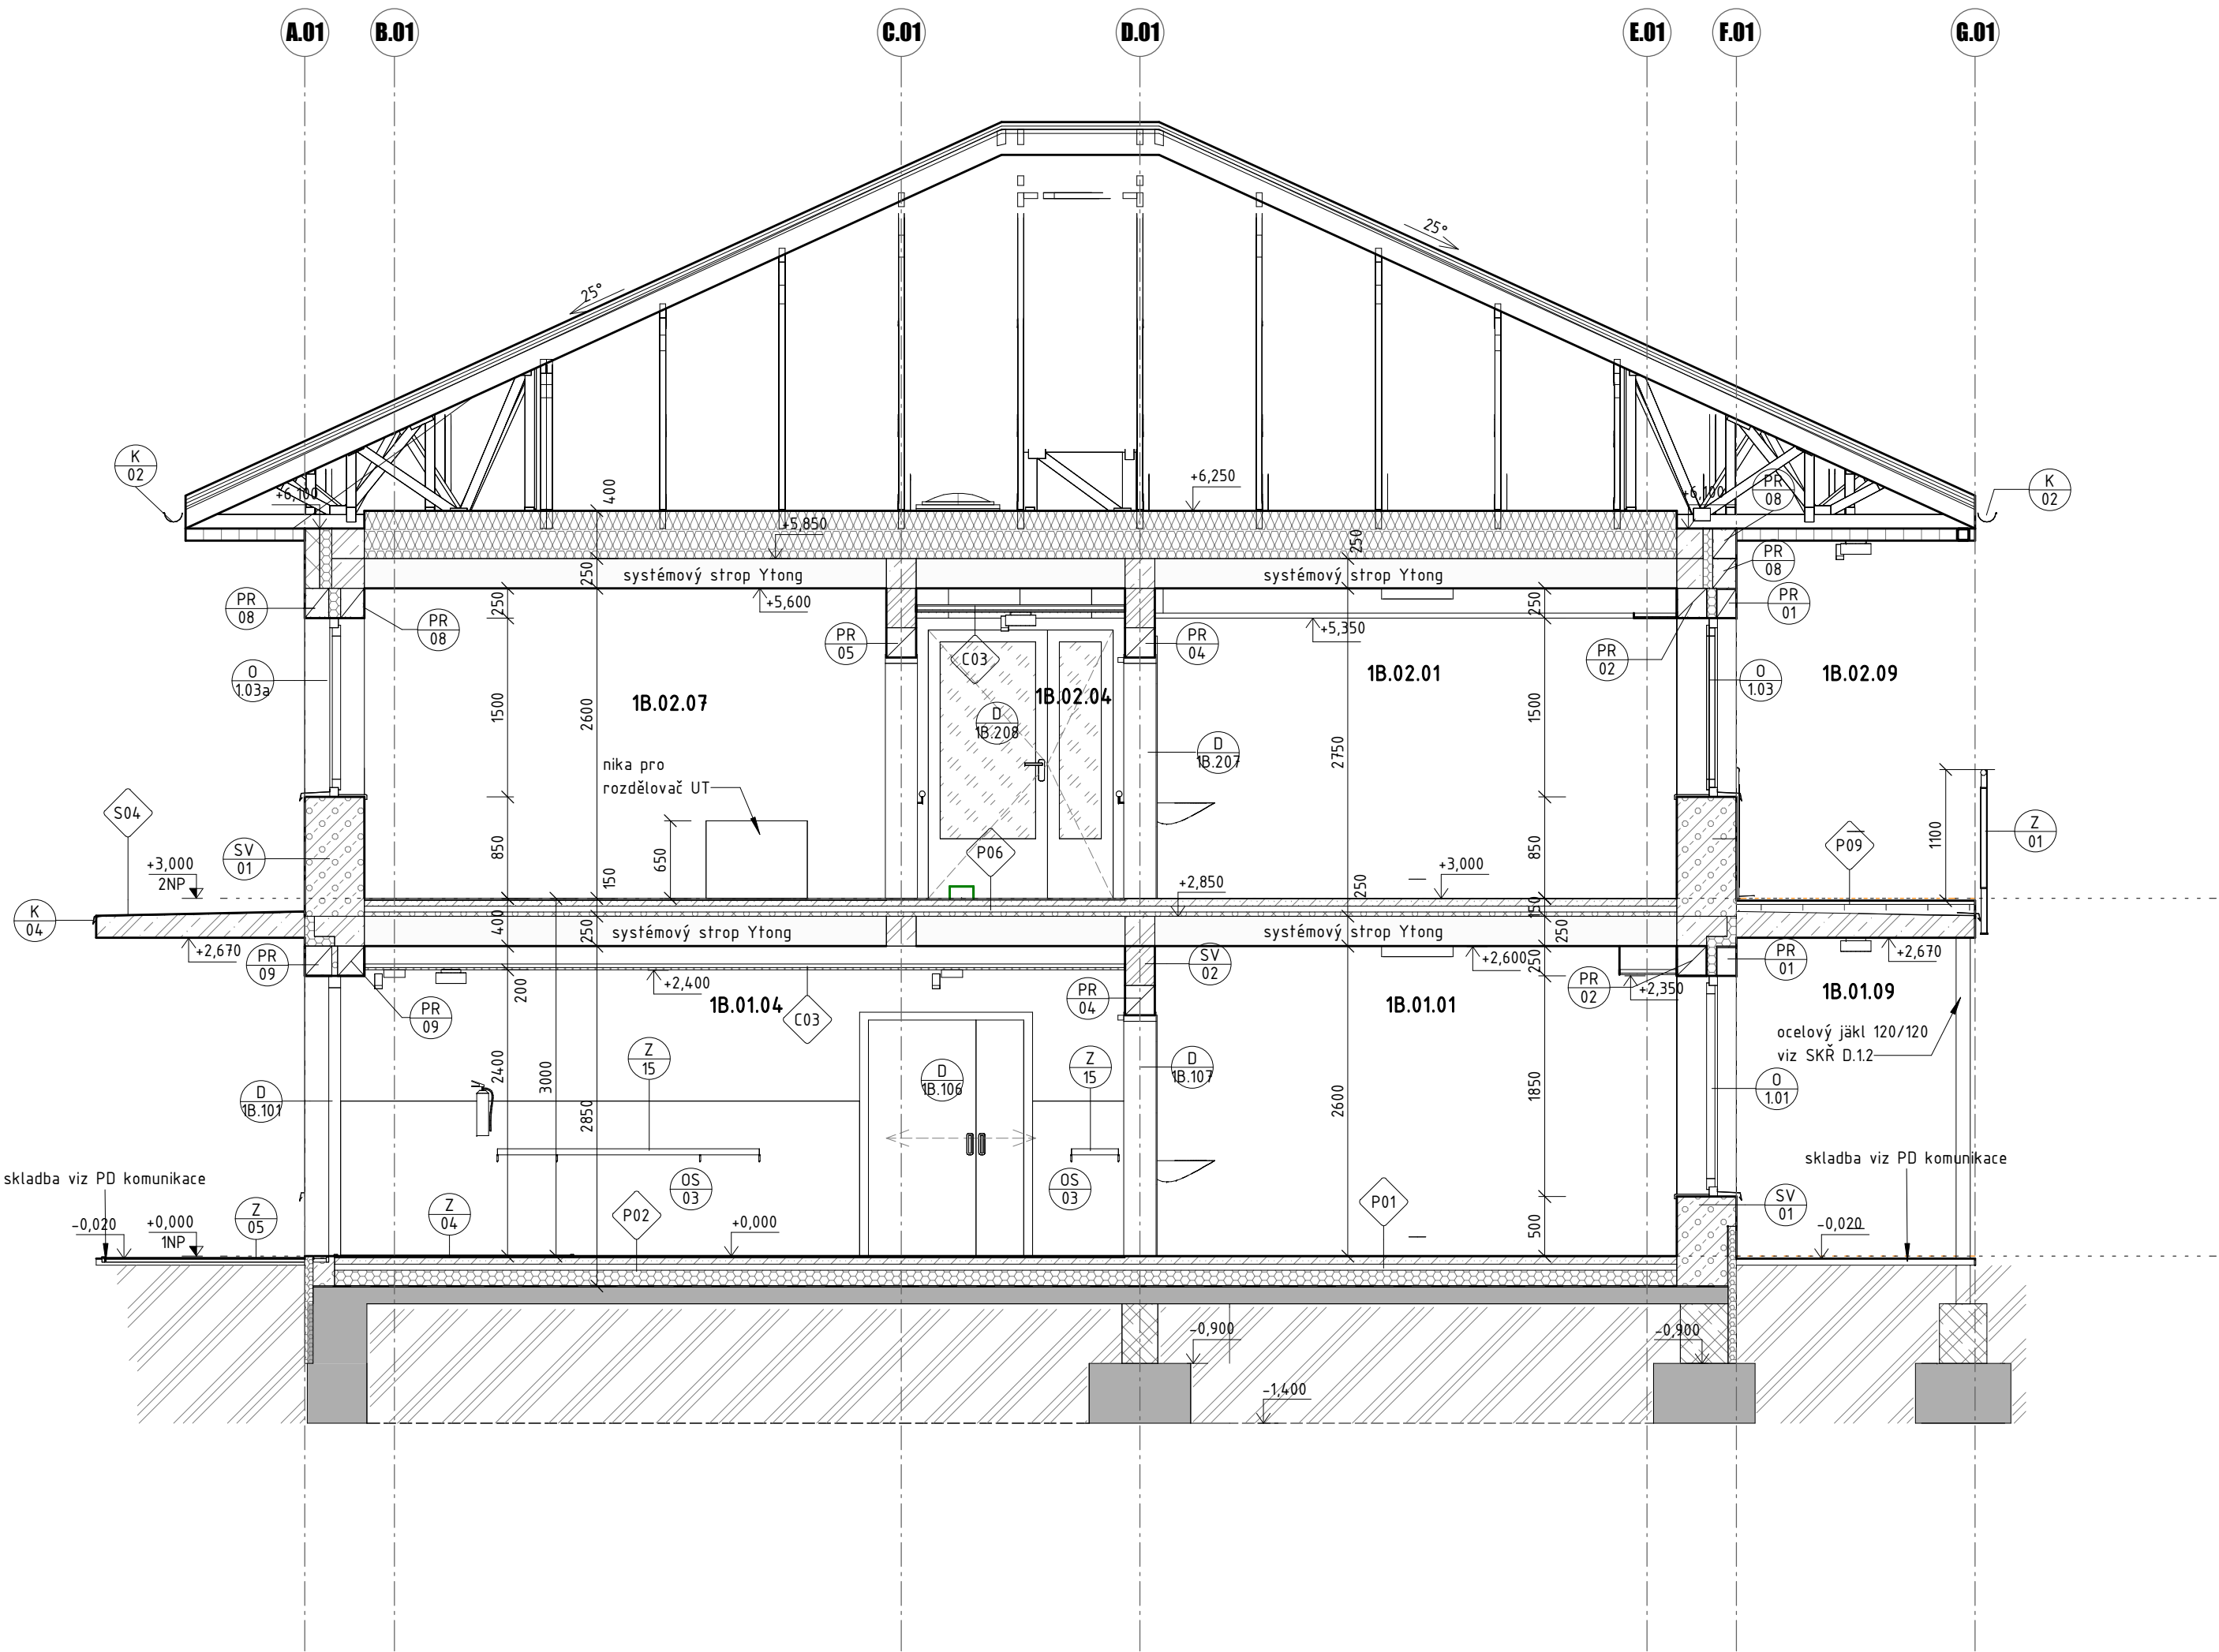 A.01 B.01 C.01 D.01 E.01 F.01 G.01
25°
25°
K
02
K
02
+6,100
400
+6,250
+6,100
PR
08
+5,850
250
PR
08
250
systémový strop Ytong
systémový strop Ytong
PR
08
PR
08
250
+5,600
PR
05
C03
PR
04
+5,350
250
PR
01
PR
02
O
1.03a
1500
2600
1B.02.07
1B.02.04
D
1B.208
1B.02.01
1500
O
1.03
1B.02.09
D
1B.207
2750
nika pro
rozdělovač UT
S04
SV
01
850
150
650
P06
850
1100
Z
01
P09
+3,000
2NP
+2,850
250
+3,000
150
K
04
400
250
systémový strop Ytong
systémový strop Ytong
250
+2,670
PR
09
PR
09
200
+2,400
C03
SV
02
PR
04
+2,600
250
PR
02
+2,350
PR
01
+2,670
1B.01.04
1B.01.01
1B.01.09
ocelový jäkl 120/120
viz SKŘ D.1.2
D
1B.101
2400
3000
2850
Z
15
D
1B.106
Z
15
D
1B.107
2600
1850
O
1.01
skladba viz PD komunikace
skladba viz PD komunikace
OS
03
OS
03
-0,020
+0,000
1NP
Z
05
Z
04
P02
+0,000
P01
500
SV
01
-0,020
-0,900
-0,900
-1,400